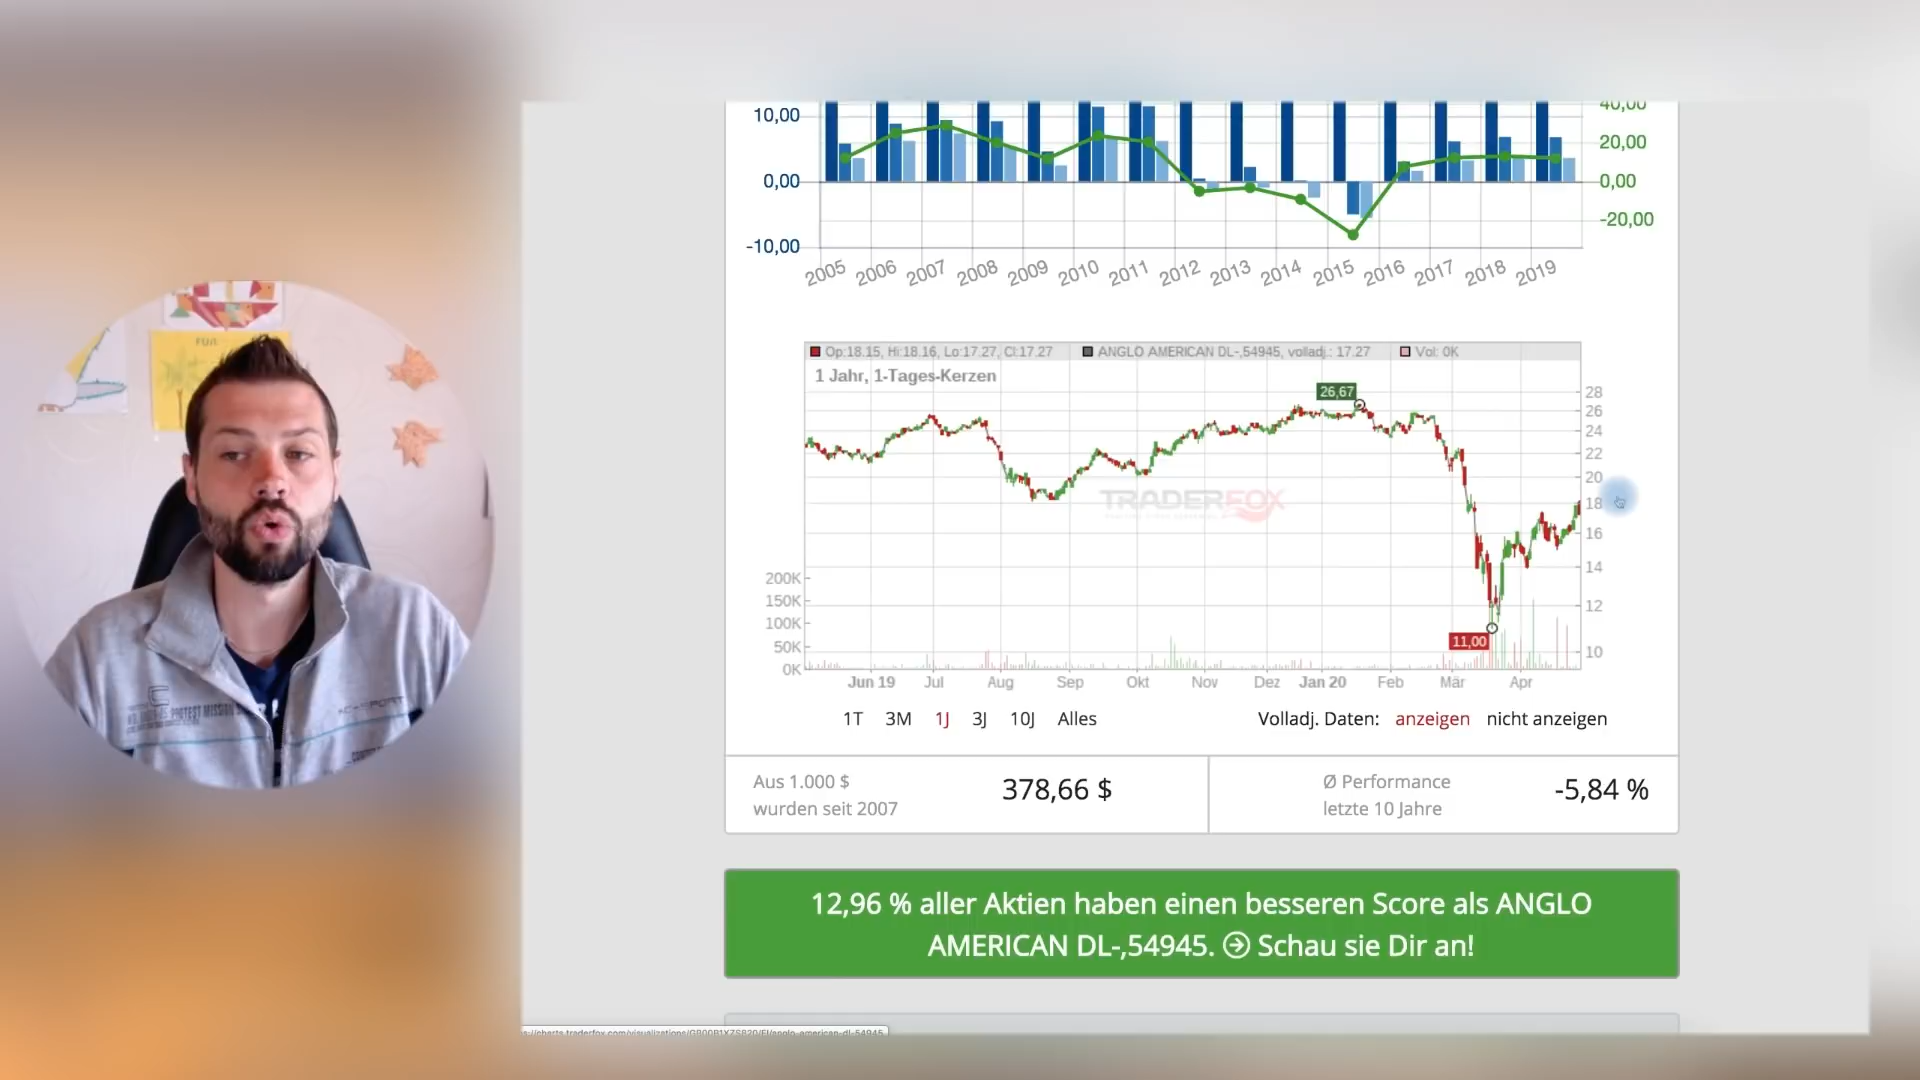 10,00
0,00
-10,00
40,00
20,00
0,00
-20,00
2005 2006 2007 2008 2009 2010 2011 2012 2013 2014 2015 2016 2017 2018 2019
Op:18.15, Hi:18.16, Lo:17.27, Cl:17.27 ANGLO AMERICAN DL-,54945, volladj.: 17.27 Vol: 0K
1 Jahr, 1-Tages-Kerzen
26,67
28
26
24
22
20
18
16
14
12
10
TRADERFOX
200K
150K
100K
50K
0K
11,00
Jun 19 Jul Aug Sep Okt Nov Dez Jan 20 Feb Mär Apr
1T 3M 1J 3J 10J Alles Volladj. Daten: anzeigen nicht anzeigen
Aus 1.000 $
wurden seit 2007
378,66 $
Ø Performance
letzte 10 Jahre
-5,84 %
12,96 % aller Aktien haben einen besseren Score als ANGLO
AMERICAN DL-,54945. Schau sie Dir an!